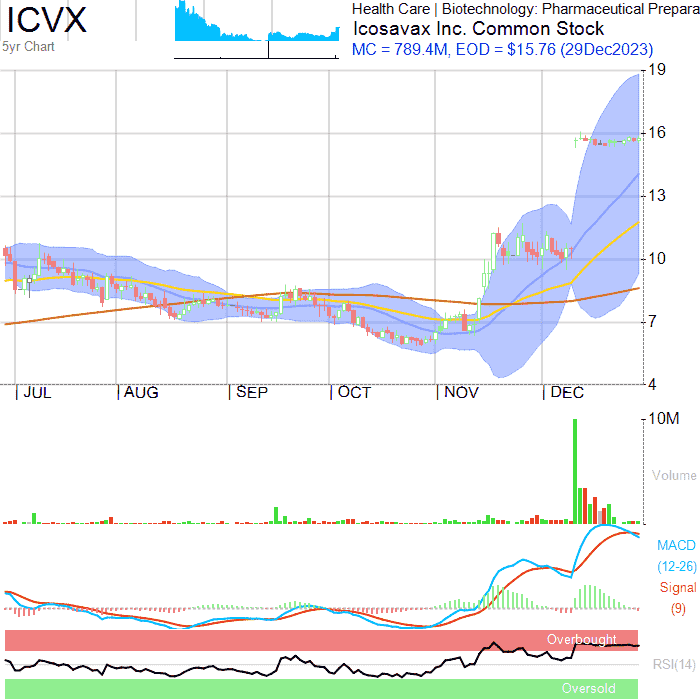 ICVX
5yr Chart
Health Care | Biotechnology: Pharmaceutical Prepara
Icosavax Inc. Common Stock
MC = 789.4M, EOD = $15.76 (29Dec2023)
19
16
13
10
7
4
JUL AUG SEP OCT NOV DEC
10M
Volume
MACD
(12-26)
Signal
(9)
Overbought
RSI(14)
Oversold